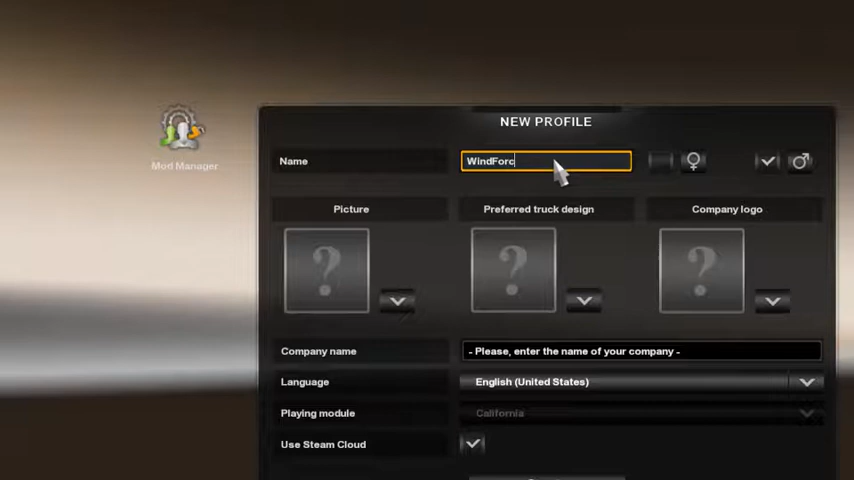 NEW PROFILE
Mod Manager
Name
WindForc
Picture
Preferred truck design
Company logo
?
?
?
Company name
- Please, enter the name of your company -
Language
English (United States)
Playing module
California
Use Steam Cloud